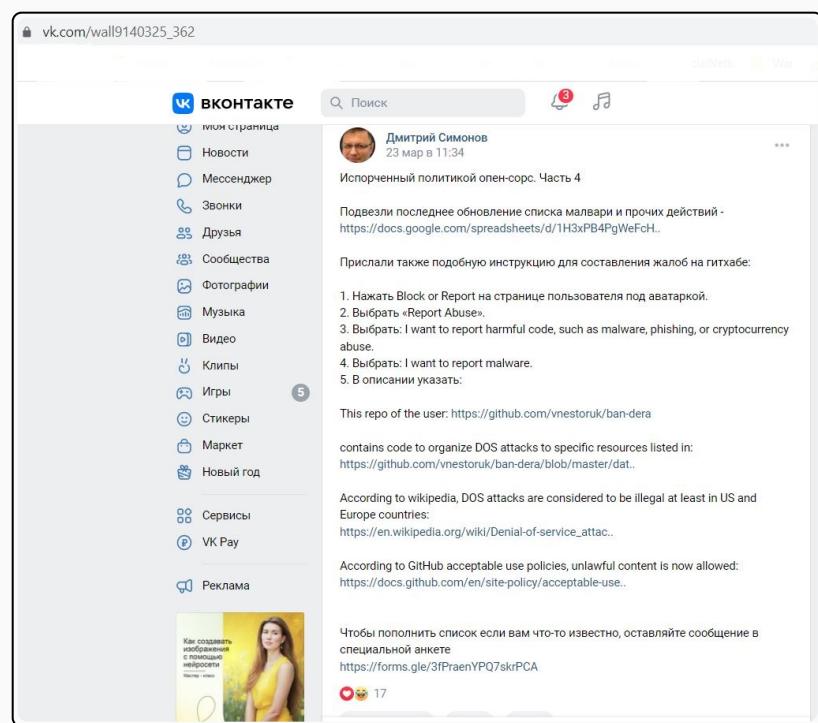 vk.com/wall9140325_362
вконтакте
Поиск
3
Моя страница
Новости
Мессенджер
Звонки
Друзья
Сообщества
Фотографии
Музыка
Видео
Клипы
Игры
5
Стикеры
Маркет
Новый год
Сервисы
VK Pay
Реклама
Как создавать
изображения
с помощью
нейросети
Мастер - класс
Дмитрий Симонов
23 мар в 11:34
Испорченный политикой опен-сорс. Часть 4
Подвезли последнее обновление списка малвари и прочих действий -
https://docs.google.com/spreadsheets/d/1H3xPB4PgWeFcH..
Прислали также подобную инструкцию для составления жалоб на гитхабе:
1. Нажать Block or Report на странице пользователя под аватаркой.
2. Выбрать «Report Abuse».
3. Выбрать: I want to report harmful code, such as malware, phishing, or cryptocurrency
abuse.
4. Выбрать: I want to report malware.
5. В описании указать:
This repo of the user: https://github.com/vnestoruk/ban-dera
contains code to organize DOS attacks to specific resources listed in:
https://github.com/vnestoruk/ban-dera/blob/master/dat..
According to wikipedia, DOS attacks are considered to be illegal at least in US and
Europe countries:
https://en.wikipedia.org/wiki/Denial-of-service_attac..
According to GitHub acceptable use policies, unlawful content is now allowed:
https://docs.github.com/en/site-policy/acceptable-use..
Чтобы пополнить список если вам что-то известно, оставляйте сообщение в
специальной анкете
https://forms.gle/3fPraenYPQ7skrPCA
17